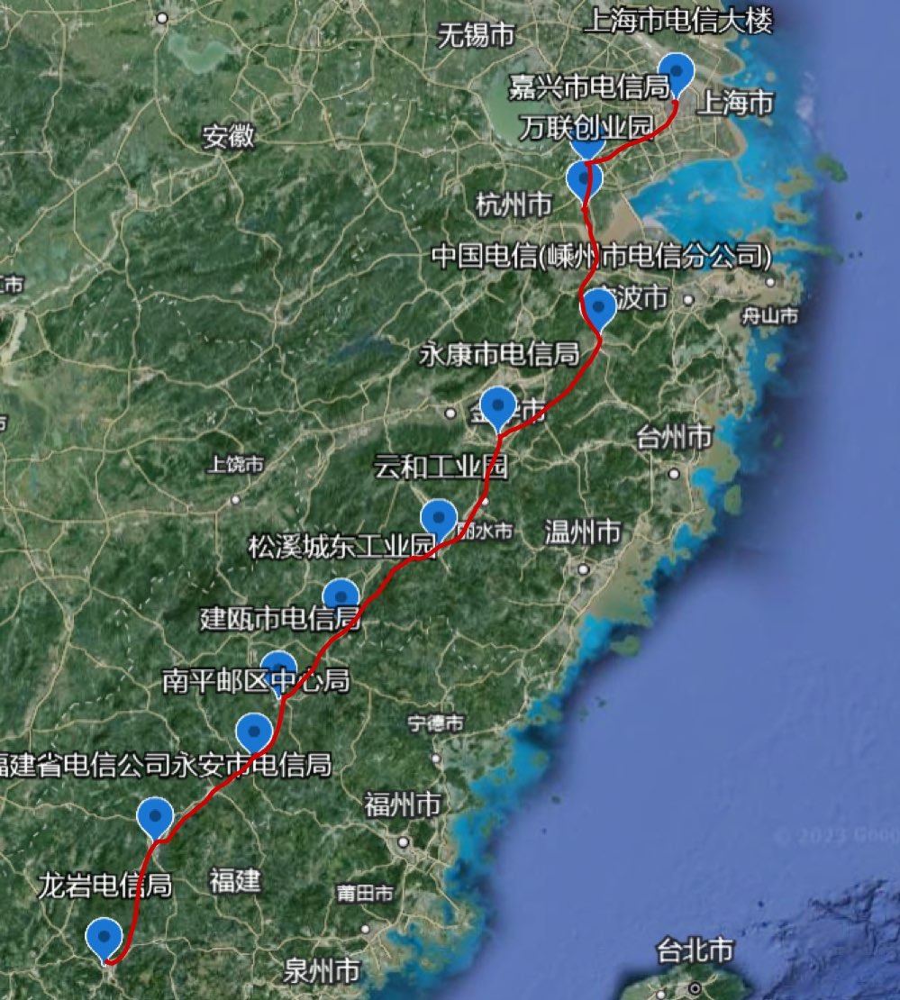 上海市电信大楼
无锡市
嘉兴市电信局
上海市
万联创业园
安徽
杭州市
中国电信(嵊州市电信分公司)
江市
波市
舟山市
永康市电信局
金华市
台州市
上饶市
云和工业园
丽水市
温州市
松溪城东工业园
建瓯市电信局
南平邮区中心局
宁德市
福建省电信公司永安市电信局
福州市
© 2023 Goog
龙岩电信局
福建
莆田市
台北市
泉州市